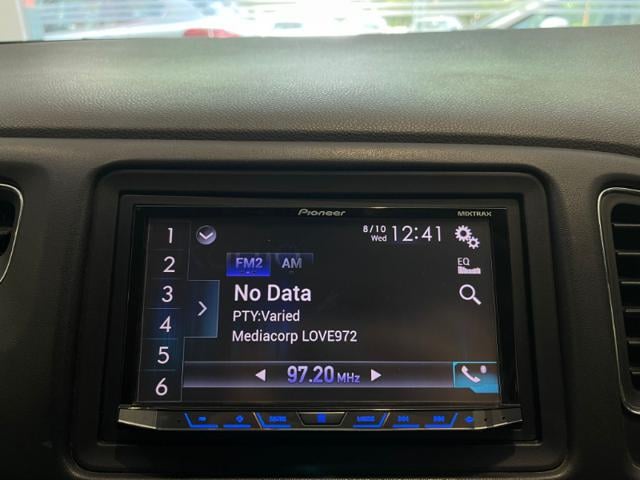 Pioneer MIXTRAX
1 8/10 Wed 12:41
2 FM2 AM EQ
3 No Data
PTY:Varied
4 Mediacorp LOVE972
5
6 97.20 MHz